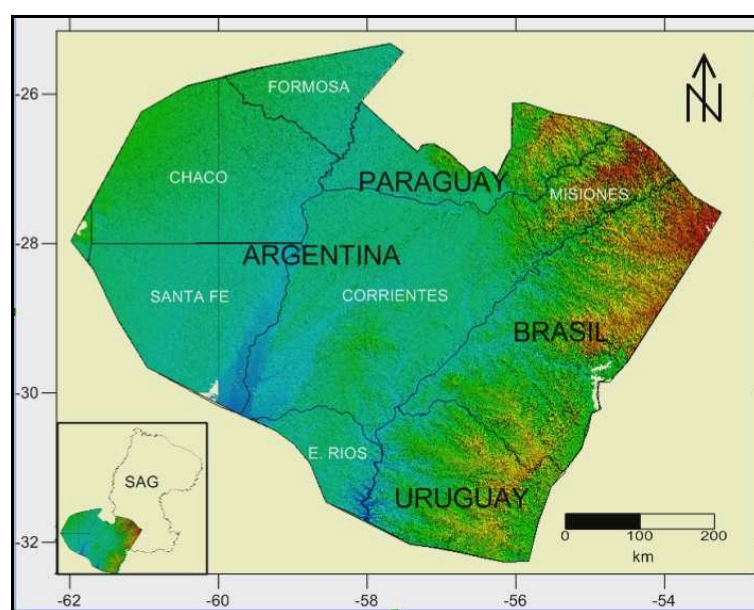 -26
FORMOSA
N
CHACO
PARAGUAY
MISIONES
-28
ARGENTINA
SANTA FE
CORRIENTES
BRASIL
-30
E. RIOS
SAG
URUGUAY
-32
0 100 200
km
-62 -60 -58 -56 -54